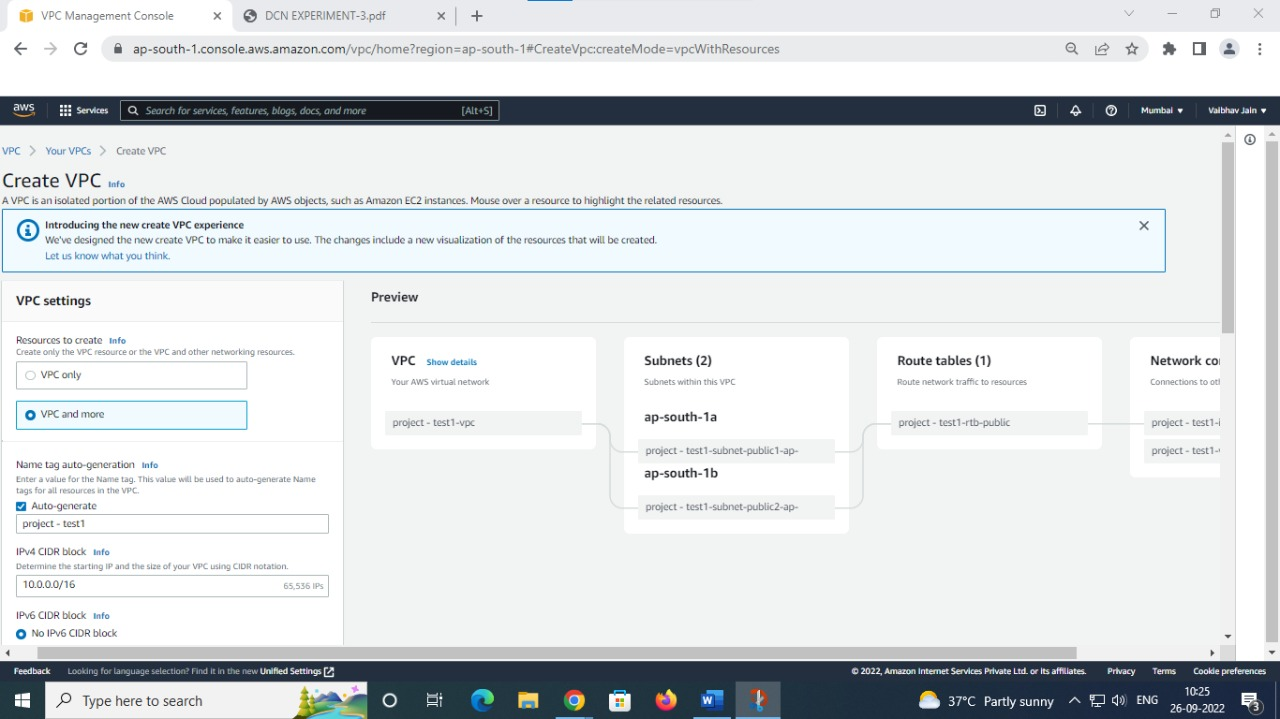 VPC Management Console
DCN EXPERIMENT-3.pdf
ap-south-1.console.aws.amazon.com/vpc/home?region=ap-south-1#CreateVpc:createMode=vpcWithResources
aws
Services
Search for services, features, blogs, docs, and more
[Alt+S]
Mumbai
Vaibhav Jain
VPC
Your VPCs
Create VPC
Create VPC Info
A VPC is an isolated portion of the AWS Cloud populated by AWS objects, such as Amazon EC2 instances. Mouse over a resource to highlight the related resources.
Introducing the new create VPC experience
We've designed the new create VPC to make it easier to use. The changes include a new visualization of the resources that will be created.
Let us know what you think.
VPC settings
Resources to create Info
Create only the VPC resource or the VPC and other networking resources.
VPC only
VPC and more
Name tag auto-generation Info
Enter a value for the Name tag. This value will be used to auto-generate Name
tags for all resources in the VPC.
Auto-generate
project - test1
IPv4 CIDR block Info
Determine the starting IP and the size of your VPC using CIDR notation.
10.0.0.0/16
65,536 IPs
IPv6 CIDR block Info
No IPv6 CIDR block
Preview
VPC Show details
Your AWS virtual network
project - test1-vpc
Subnets (2)
Subnets within this VPC
ap-south-1a
project - test1-subnet-public1-ap-
ap-south-1b
project - test1-subnet-public2-ap-
Route tables (1)
Route network traffic to resources
project - test1-rtb-public
Network co
Connections to ot
project - test1-
project - test1-
Feedback
Looking for language selection? Find it in the new Unified Settings
© 2022, Amazon Internet Services Private Ltd. or its affiliates.
Privacy
Terms
Cookie preferences
Type here to search
37°C Partly sunny
ENG
10:25
26-09-2022
3